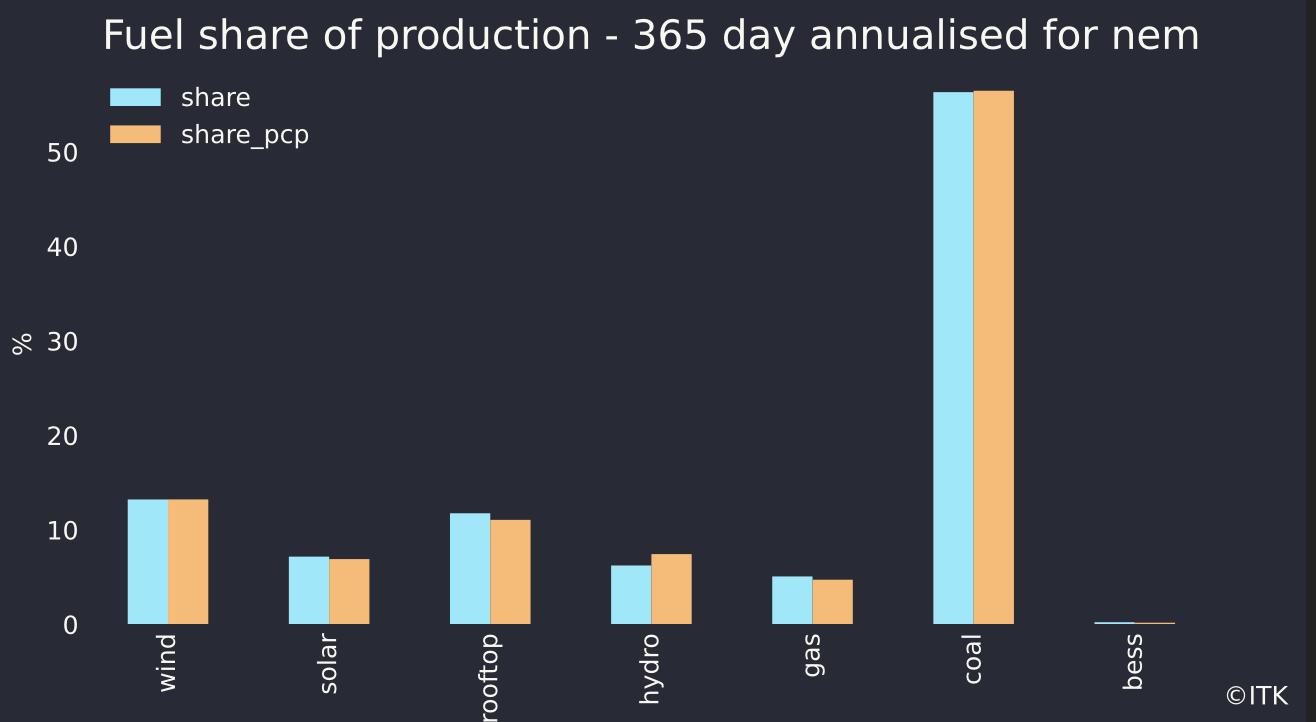 Fuel share of production - 365 day annualised for nem
share
share_pcp
50
40
30
20
10
0
%
wind
solar
rooftop
hydro
gas
coal
bess
©ITK